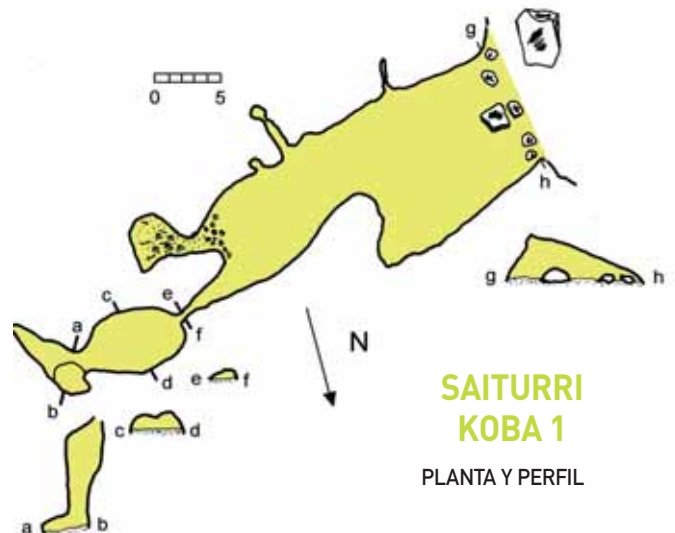 g
0 5
h
g h
c e
a
f
N
d
b
e f
c d
a b
SAITURRI
KOBA 1
PLANTA Y PERFIL